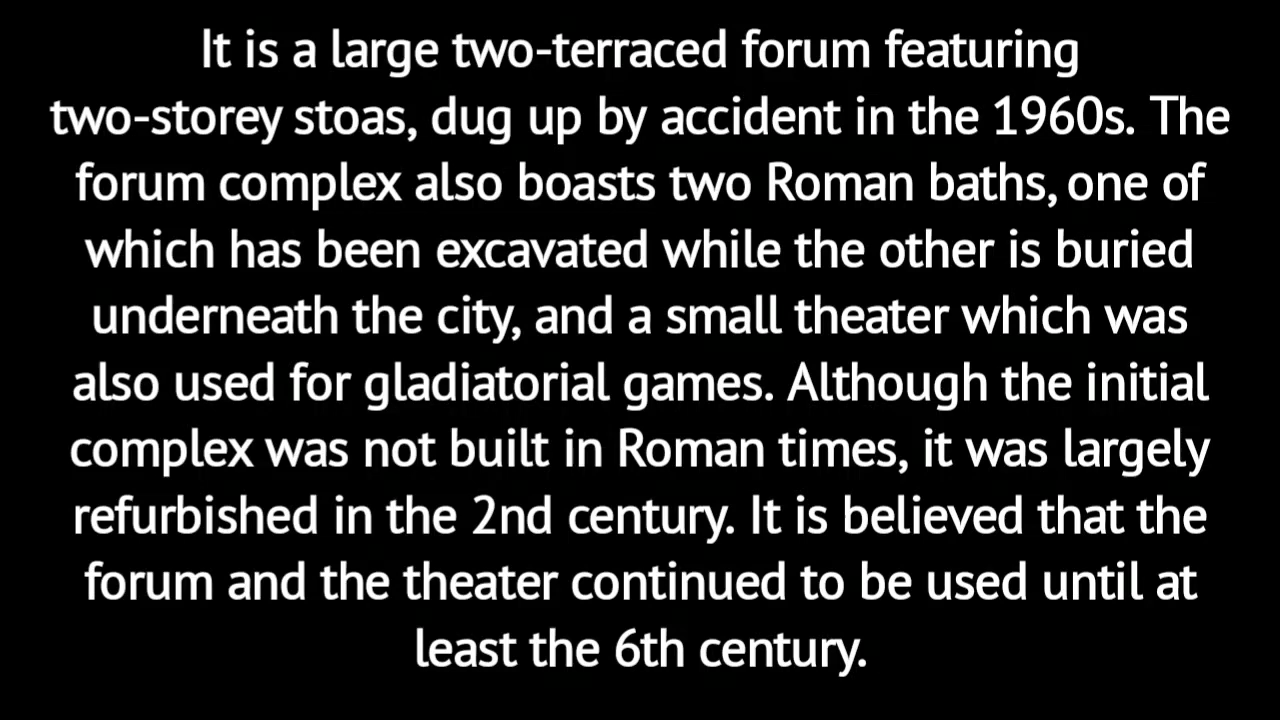 It is a large two-terraced forum featuring
two-storey stoas, dug up by accident in the 1960s. The
forum complex also boasts two Roman baths, one of
which has been excavated while the other is buried
underneath the city, and a small theater which was
also used for gladiatorial games. Although the initial
complex was not built in Roman times, it was largely
refurbished in the 2nd century. It is believed that the
forum and the theater continued to be used until at
least the 6th century.